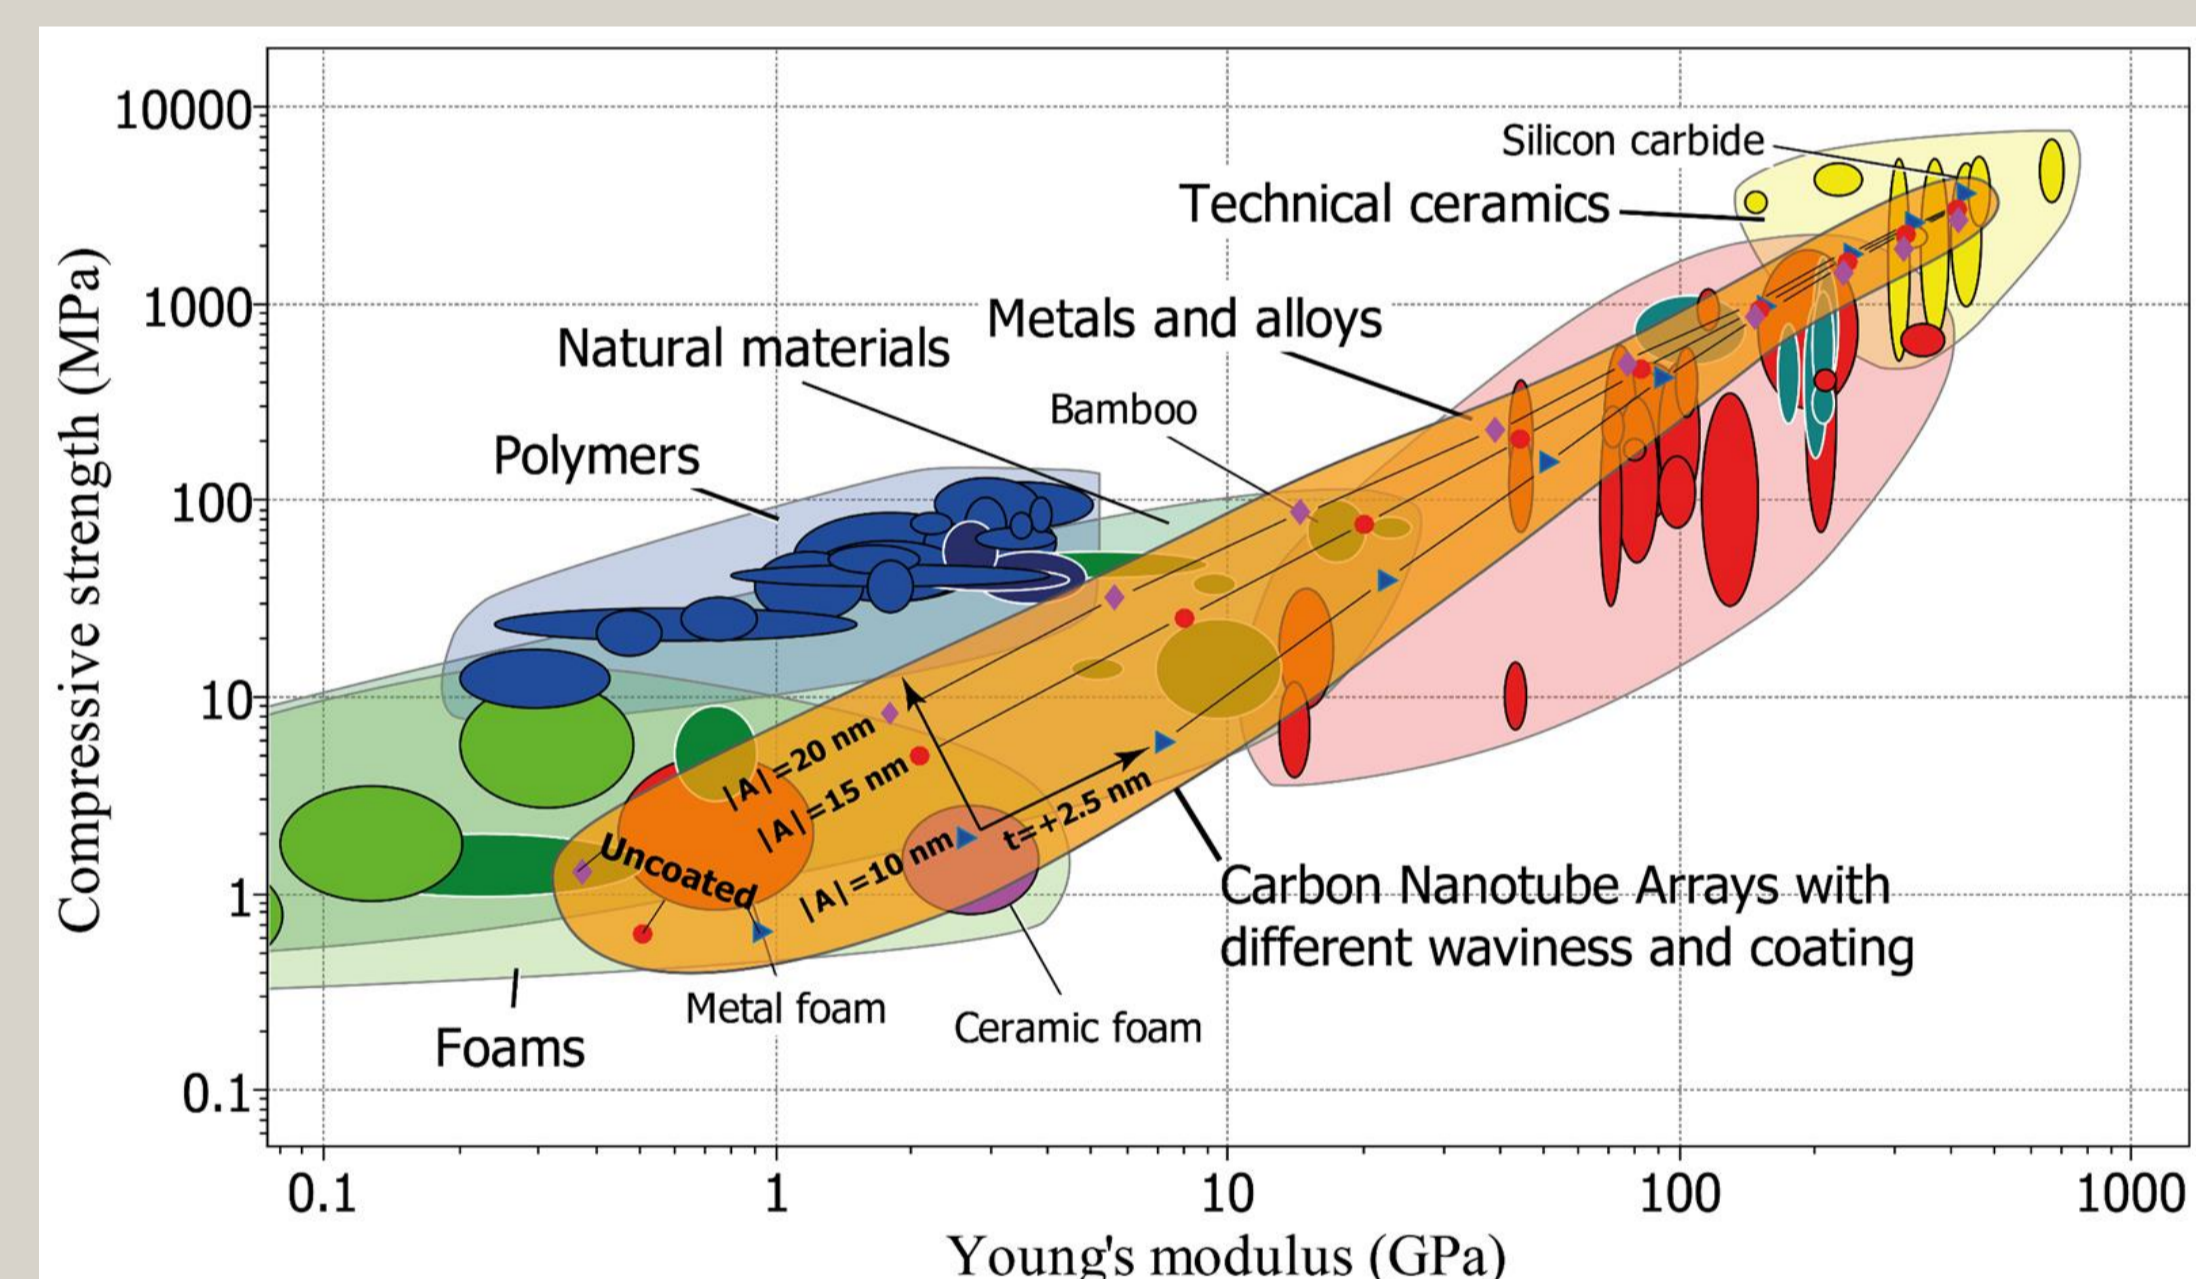 10000
1000
100
10
1
0.1
Compressive strength (MPa)
Silicon carbide
Technical ceramics
Metals and alloys
Natural materials
Bamboo
Polymers
|A|=20 nm
|A|=15 nm
|A|=10 nm
t=+2.5 nm
Uncoated
Carbon Nanotube Arrays with
different waviness and coating
Metal foam
Ceramic foam
Foams
0.1
1
10
100
1000
Young's modulus (GPa)